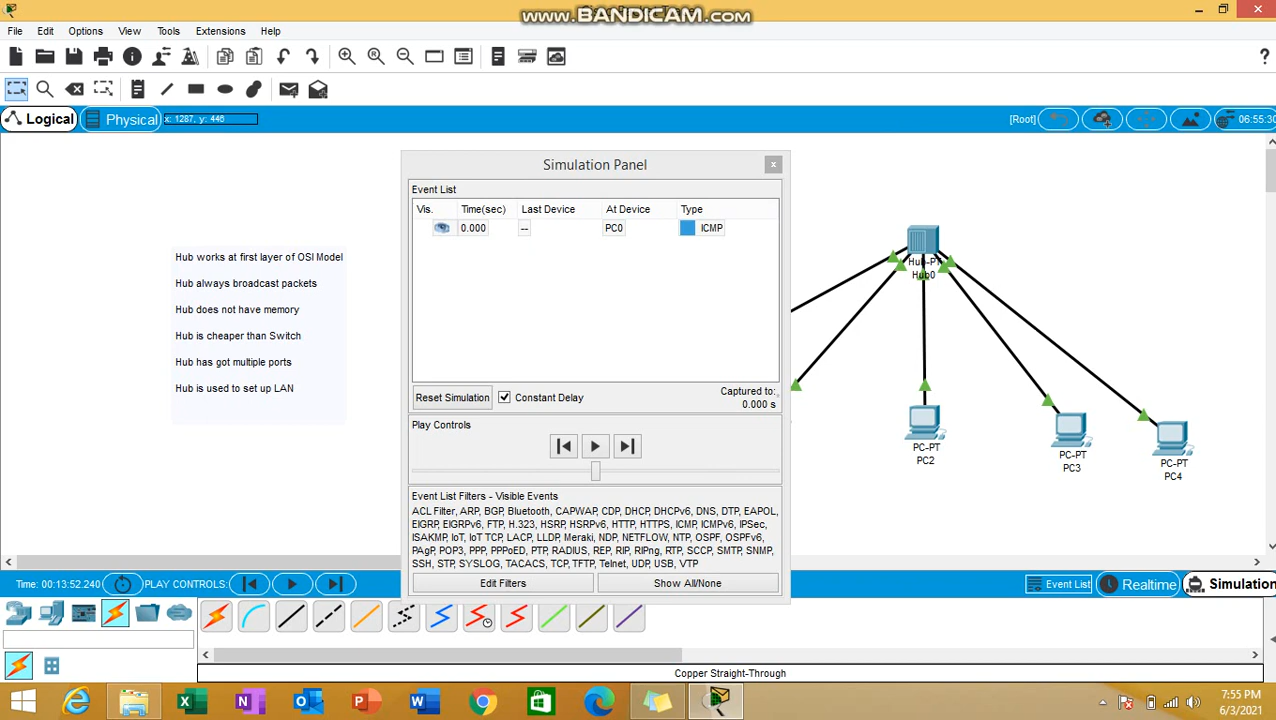 www.BANDICAM.com
File Edit Options View Tools Extensions Help
Logical
Physical
x: 1287, y: 446
[Root]
06:55:30
Simulation Panel
Event List
Vis. Time(sec) Last Device At Device Type
0.000 -- PC0 ICMP
Hub works at first layer of OSI Model
Hub always broadcast packets
Hub does not have memory
Hub is cheaper than Switch
Hub has got multiple ports
Hub is used to set up LAN
Hub-PT
Hub0
PC-PT
PC2
PC-PT
PC3
PC-PT
PC4
Reset Simulation
Constant Delay
Captured to:
0.000 s
Play Controls
Event List Filters - Visible Events
ACL Filter, ARP, BGP, Bluetooth, CAPWAP, CDP, DHCP, DHCPv6, DNS, DTP, EAPOL,
EIGRP, EIGRPv6, FTP, H.323, HSRP, HSRPv6, HTTP, HTTPS, ICMP, ICMPv6, IPSec,
ISAKMP, IoT, IoT TCP, LACP, LLDP, Meraki, NDP, NETFLOW, NTP, OSPF, OSPFv6,
PAgP, POP3, PPP, PPPoED, PTP, RADIUS, REP, RIP, RIPng, RTP, SCCP, SMTP, SNMP,
SSH, STP, SYSLOG, TACACS, TCP, TFTP, Telnet, UDP, USB, VTP
Edit Filters
Show All/None
Time: 00:13:52.240
PLAY CONTROLS:
Event List
Realtime
Simulation
Copper Straight-Through
7:55 PM
6/3/2021